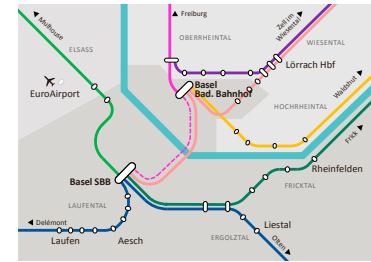 Mulhouse
Freiburg
Zell im
Wiesental
ELSASS
OBERRHEINTAL
WIESENTAL
Lörrach Hbf
EuroAirport
Basel
Bad. Bahnhof
Waldshut
HOCHRHEINTAL
Frick
Rheinfelden
Basel SBB
FRICKTAL
LAUFENTAL
Delémont
Liestal
Laufen
Aesch
ERGOLZTAL
Olten